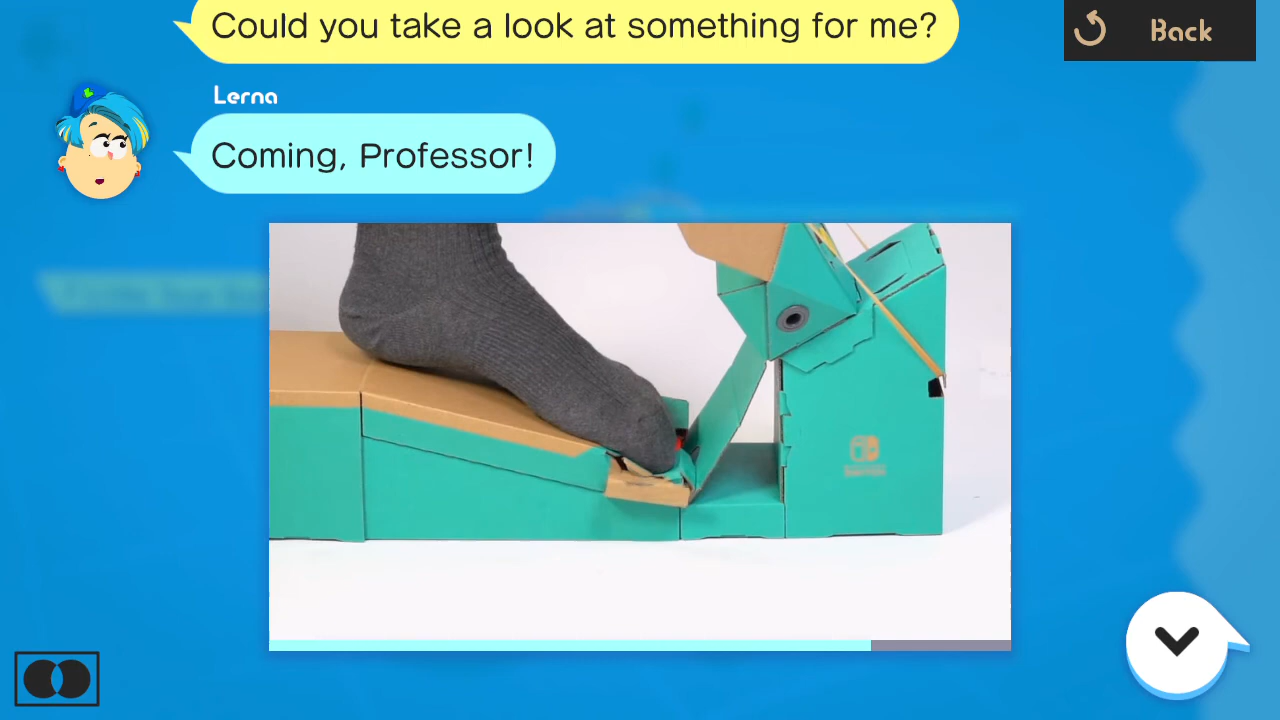 Could you take a look at something for me?
Back
Lerna
Coming, Professor!